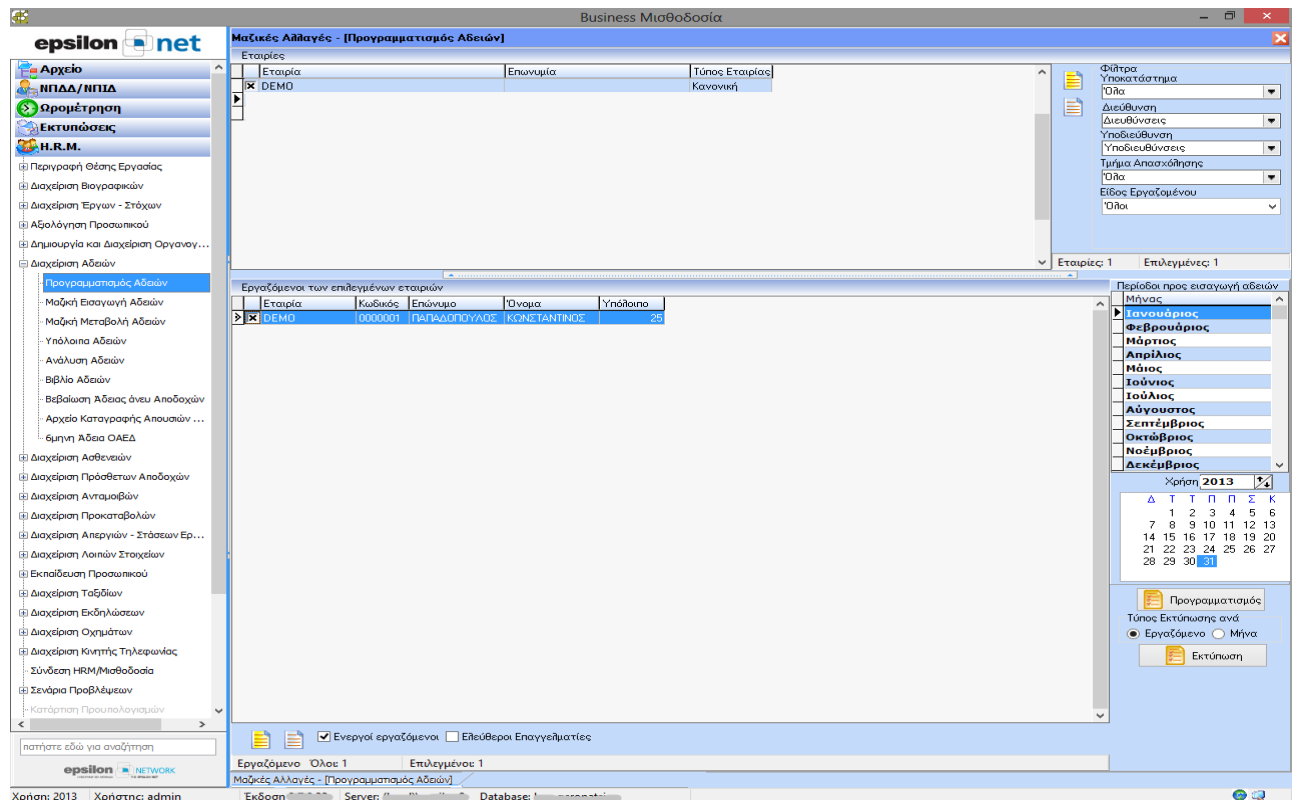 Business Μισθοδοσία
epsilon net
Αρχείο
ΝΠΔΔ/ΝΠΙΔ
Ωρομέτρηση
Εκτυπώσεις
H.R.M.
Περιγραφή Θέσης Εργασίας
Διαχείριση Βιογραφικών
Διαχείριση Έργων - Στόχων
Αξιολόγηση Προσωπικού
Δημιουργία και Διαχείριση Οργανογ...
Διαχείριση Αδειών
Προγραμματισμός Αδειών
Μαζική Εισαγωγή Αδειών
Μαζική Μεταβολή Αδειών
Υπόλοιπα Αδειών
Ανάλυση Αδειών
Βιβλίο Αδειών
Βεβαίωση Άδειας άνευ Αποδοχών
Αρχείο Καταγραφής Απουσιών ...
6μηνη Άδεια ΟΑΕΔ
Διαχείριση Ασθενειών
Διαχείριση Πρόσθετων Αποδοχών
Διαχείριση Ανταμοιβών
Διαχείριση Προκαταβολών
Διαχείριση Απεργιών - Στάσεων Ερ...
Διαχείριση Λοιπών Στοιχείων
Εκπαίδευση Προσωπικού
Διαχείριση Ταξιδίων
Διαχείριση Εκδηλώσεων
Διαχείριση Οχημάτων
Διαχείριση Κινητής Τηλεφωνίας
Σύνδεση HRM/Μισθοδοσία
Σενάρια Προβλέψεων
Κατάρτιση Προυπολογισμών
πατήστε εδώ για αναζήτηση
epsilon NETWORK
Μαζικές Αλλαγές - [Προγραμματισμός Αδειών]
Εταιρίες
Εταιρία Επωνυμία Τύπος Εταιρίας
DEMO Κανονική
Φίλτρα
Υποκατάστημα
Όλα
Διεύθυνση
Διευθύνσεις
Υποδιεύθυνση
Υποδιευθύνσεις
Τμήμα Απασχόλησης
Όλα
Είδος Εργαζομένου
Όλοι
Εταιρίες: 1 Επιλεγμένες: 1
Εργαζόμενοι των επιλεγμένων εταιριών
Εταιρία Κωδικός Επώνυμο Όνομα Υπόλοιπο
DEMO 0000001 ΠΑΠΑΔΟΠΟΥΛΟΣ ΚΩΝΣΤΑΝΤΙΝΟΣ 25
Περίοδοι προς εισαγωγή αδειών
Μήνας
Ιανουάριος
Φεβρουάριος
Μάρτιος
Απρίλιος
Μάιος
Ιούνιος
Ιούλιος
Αύγουστος
Σεπτέμβριος
Οκτώβριος
Νοέμβριος
Δεκέμβριος
Χρήση 2013
Δ Τ Τ Π Π Σ Κ
1 2 3 4 5 6
7 8 9 10 11 12 13
14 15 16 17 18 19 20
21 22 23 24 25 26 27
28 29 30 31
Προγραμματισμός
Τύπος Εκτύπωσης ανά
Εργαζόμενο Μήνα
Εκτύπωση
Ενεργοί εργαζόμενοι Ελεύθεροι Επαγγελματίες
Εργαζόμενο Όλοι: 1 Επιλεγμένοι: 1
Μαζικές Αλλαγές - [Προγραμματισμός Αδειών]
Χρήση: 2013 Χρήστης: admin Έκδοση Server: Database: